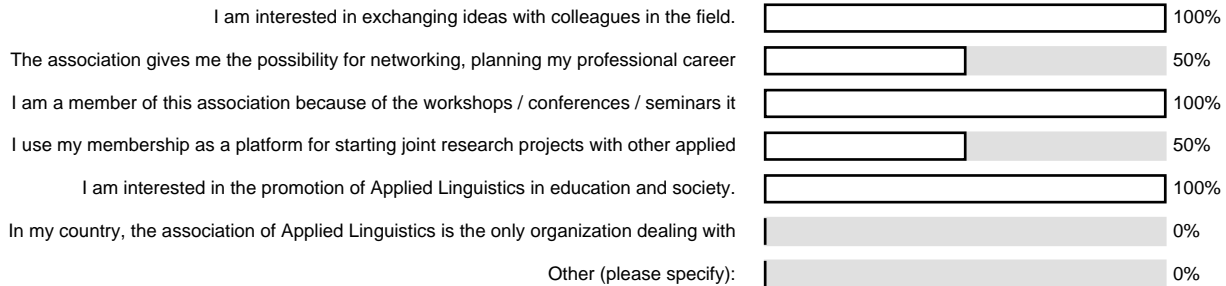 I am interested in exchanging ideas with colleagues in the field. 100%
The association gives me the possibility for networking, planning my professional career 50%
I am a member of this association because of the workshops / conferences / seminars it 100%
I use my membership as a platform for starting joint research projects with other applied 50%
I am interested in the promotion of Applied Linguistics in education and society. 100%
In my country, the association of Applied Linguistics is the only organization dealing with 0%
Other (please specify): 0%